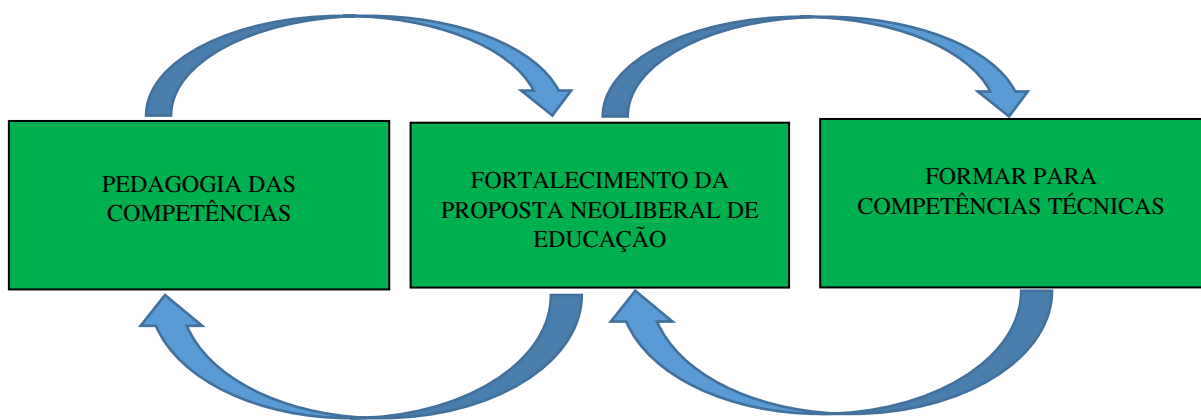 PEDAGOGIA DAS
COMPETÊNCIAS
FORTALECIMENTO DA
PROPOSTA NEOLIBERAL DE
EDUCAÇÃO
FORMAR PARA
COMPETÊNCIAS TÉCNICAS